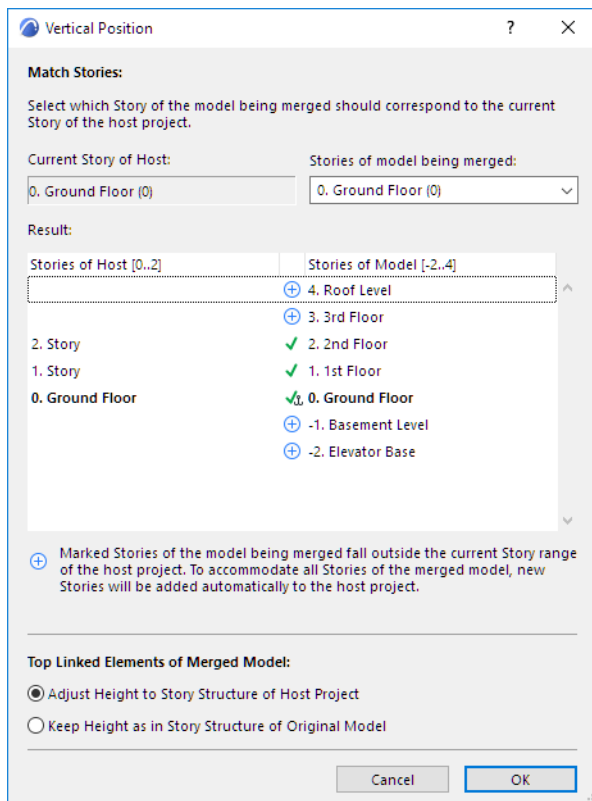 Vertical Position
?
Match Stories:
Select which Story of the model being merged should correspond to the current
Story of the host project.
Current Story of Host:
Stories of model being merged:
0. Ground Floor (0)
0. Ground Floor (0)
Result:
Stories of Host [0..2]
Stories of Model [-2..4]
4. Roof Level
3. 3rd Floor
2. Story
2. 2nd Floor
1. Story
1. 1st Floor
0. Ground Floor
0. Ground Floor
-1. Basement Level
-2. Elevator Base
Marked Stories of the model being merged fall outside the current Story range
of the host project. To accommodate all Stories of the merged model, new
Stories will be added automatically to the host project.
Top Linked Elements of Merged Model:
Adjust Height to Story Structure of Host Project
Keep Height as in Story Structure of Original Model
Cancel
OK